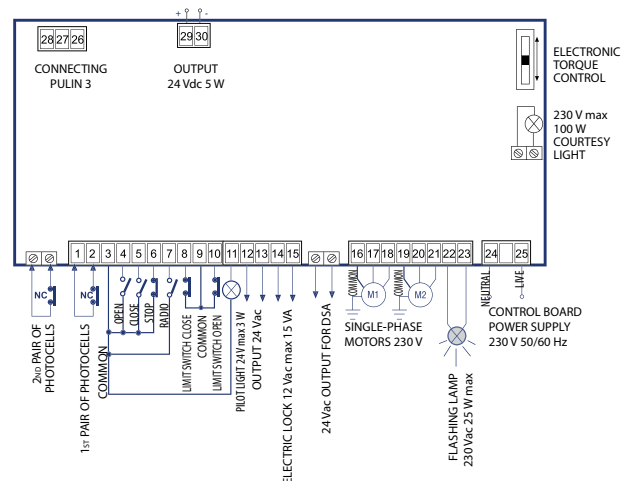 + -
28 27 26
29 30
CONNECTING
PULIN 3
OUTPUT
24 Vdc 5 W
ELECTRONIC
TORQUE
CONTROL
230 V max
100 W
COURTESY
LIGHT
1 2 3 4 5 6 7 8 9 10 11 12 13 14 15
16 17 18 19 20 21 22 23
24 25
NC
NC
2ND PAIR OF
PHOTOCELLS
1ST PAIR OF PHOTOCELLS
COMMON
OPEN
CLOSE
STOP
RADIO
LIMIT SWITCH CLOSE
COMMON
LIMIT SWITCH OPEN
PILOT LIGHT 24 V max 3 W
OUTPUT 24 Vac
ELECTRIC LOCK 12 Vac max 15 VA
24 Vac OUTPUT FOR DSA
COMMON
M1
COMMON
M2
SINGLE-PHASE
MOTORS 230 V
FLASHING LAMP
230 Vac 25 W max
NEUTRAL
LIVE
CONTROL BOARD
POWER SUPPLY
230 V 50/60 Hz